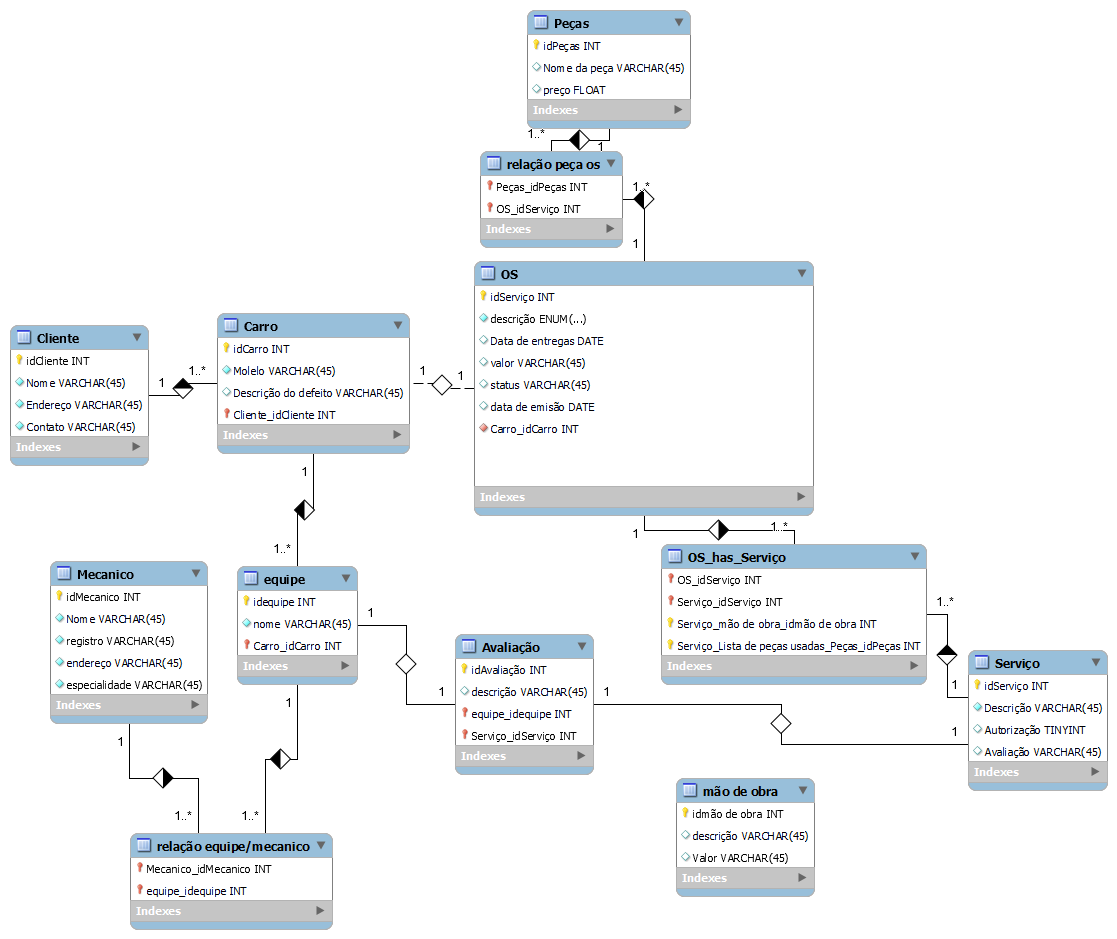 Peças
idPeças INT
Nome da peça VARCHAR(45)
preço FLOAT
Indexes
1..*
1
relação peça os
Peças_idPeças INT
OS_idServiço INT
Indexes
1..*
1
OS
idServiço INT
descrição ENUM(...)
Data de entregas DATE
valor VARCHAR(45)
status VARCHAR(45)
data de emisão DATE
Carro_idCarro INT
Indexes
Cliente
idCliente INT
Nome VARCHAR(45)
Endereço VARCHAR(45)
Contato VARCHAR(45)
Indexes
1
1..*
Carro
idCarro INT
Molelo VARCHAR(45)
Descrição do defeito VARCHAR(45)
Cliente_idCliente INT
Indexes
1
1
1
1..*
1
1..*
OS_has_Serviço
OS_idServiço INT
Serviço_idServiço INT
Serviço_mão de obra_idmão de obra INT
Serviço_Lista de peças usadas_Peças_idPeças INT
Indexes
1..*
1
Mecanico
idMecanico INT
Nome VARCHAR(45)
registro VARCHAR(45)
endereço VARCHAR(45)
especialidade VARCHAR(45)
Indexes
equipe
idequipe INT
nome VARCHAR(45)
Carro_idCarro INT
Indexes
1
1
Avaliação
idAvaliação INT
descrição VARCHAR(45)
equipe_idequipe INT
Serviço_idServiço INT
Indexes
1
1
Serviço
idServiço INT
Descrição VARCHAR(45)
Autorização TINYINT
Avaliação VARCHAR(45)
Indexes
mão de obra
idmão de obra INT
descrição VARCHAR(45)
Valor VARCHAR(45)
Indexes
1
1..*
1
1..*
relação equipe/mecanico
Mecanico_idMecanico INT
equipe_idequipe INT
Indexes